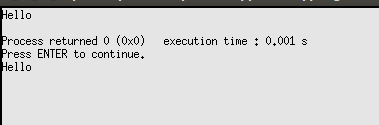 Hello
Process returned 0 (0x0)   execution time : 0.001 s
Press ENTER to continue.
Hello